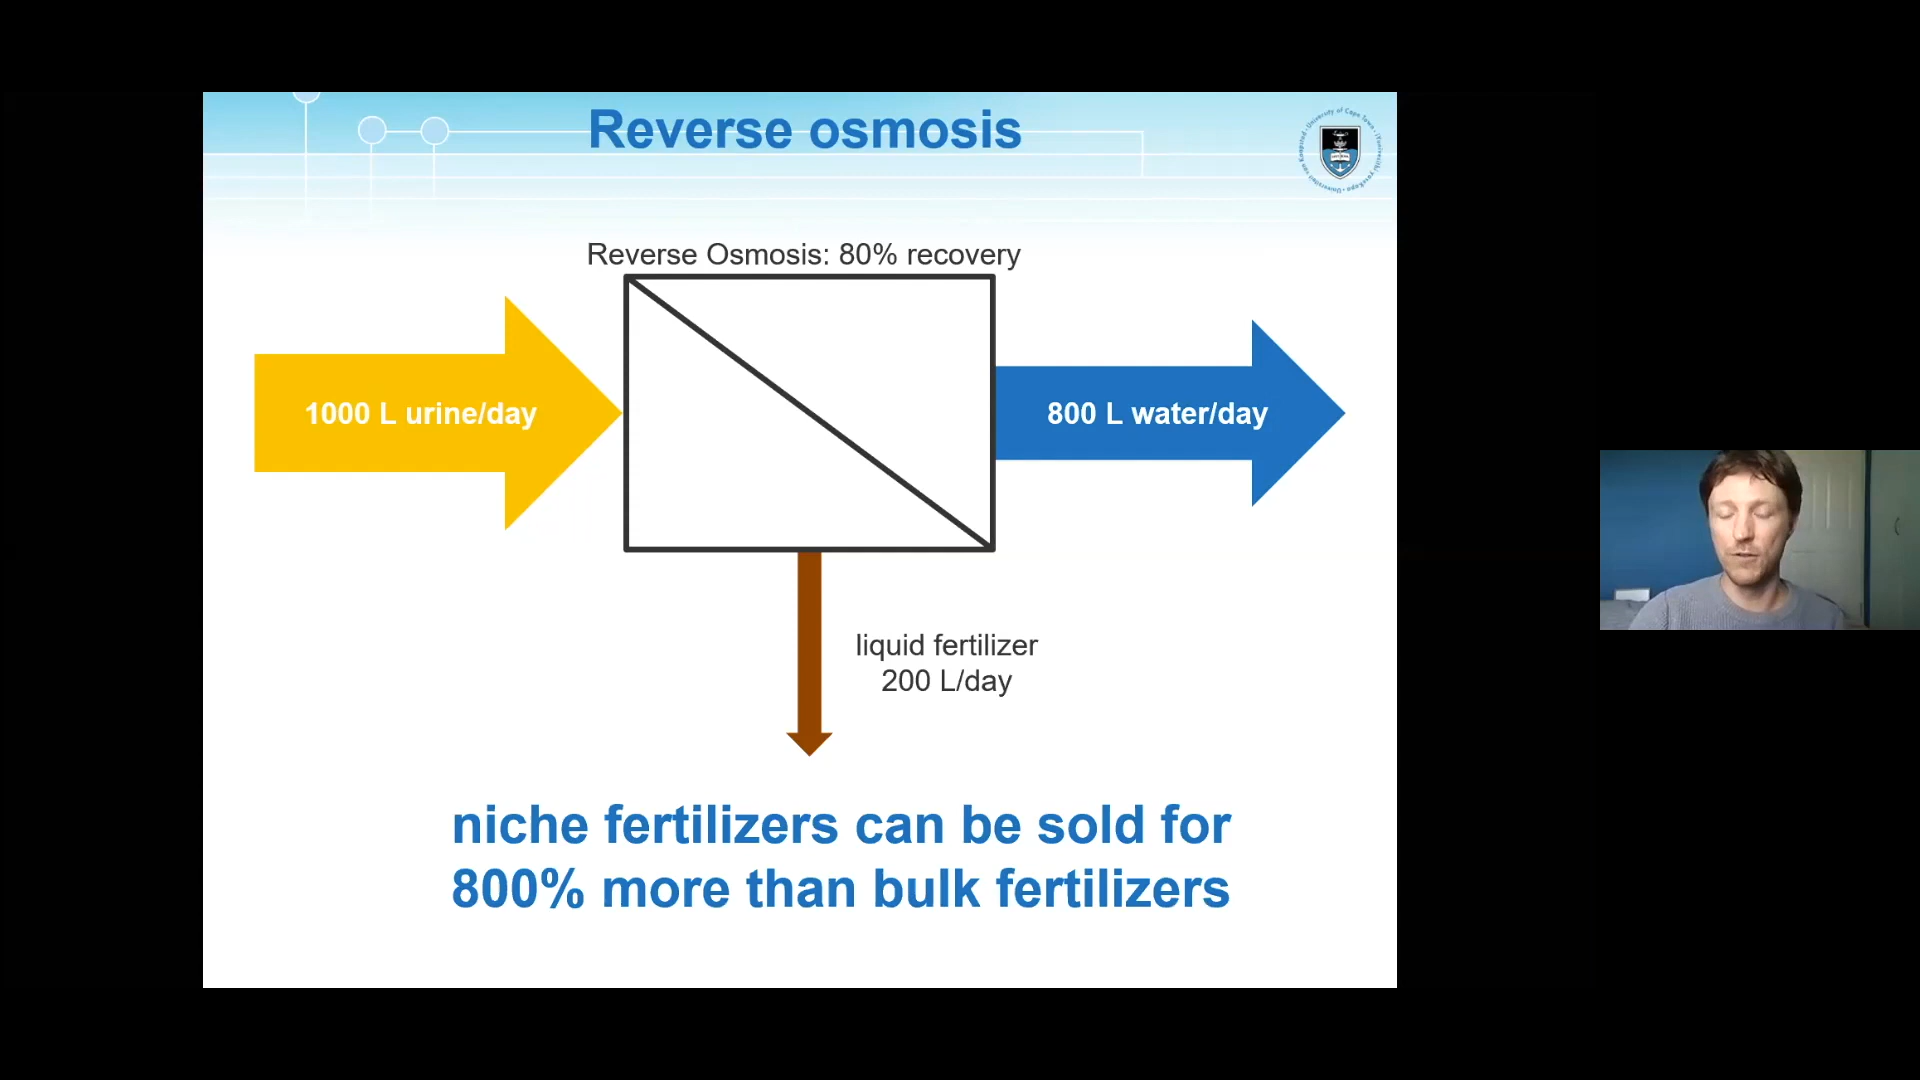 Reverse osmosis
Reverse Osmosis: 80% recovery
1000 L urine/day
800 L water/day
liquid fertilizer
200 L/day
niche fertilizers can be sold for
800% more than bulk fertilizers